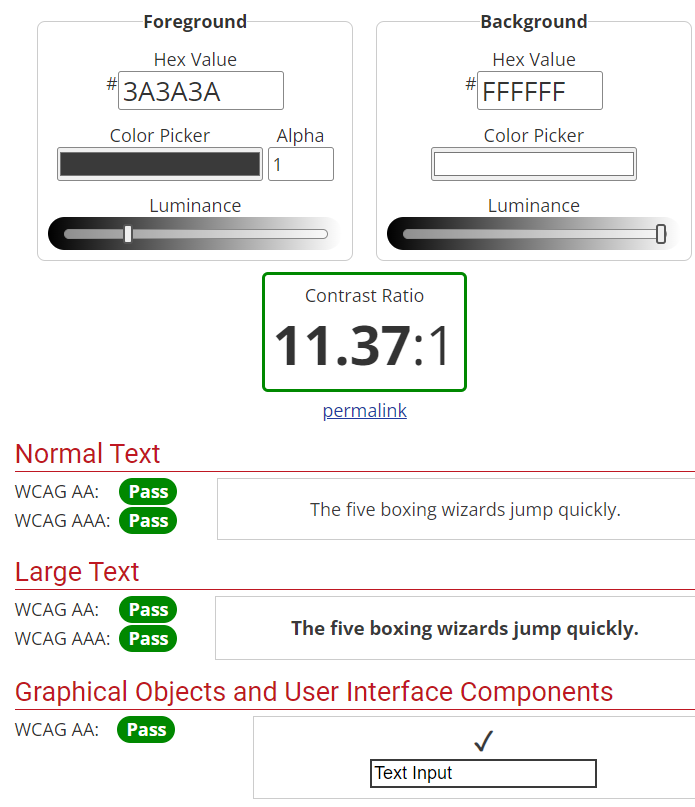 Foreground
Hex Value
# 3A3A3A
Color Picker Alpha
1
Luminance
Background
Hex Value
# FFFFFF
Color Picker
Luminance
Contrast Ratio
11.37:1
permalink
Normal Text
WCAG AA: Pass
WCAG AAA: Pass
The five boxing wizards jump quickly.
Large Text
WCAG AA: Pass
WCAG AAA: Pass
The five boxing wizards jump quickly.
Graphical Objects and User Interface Components
WCAG AA: Pass
✓
Text Input